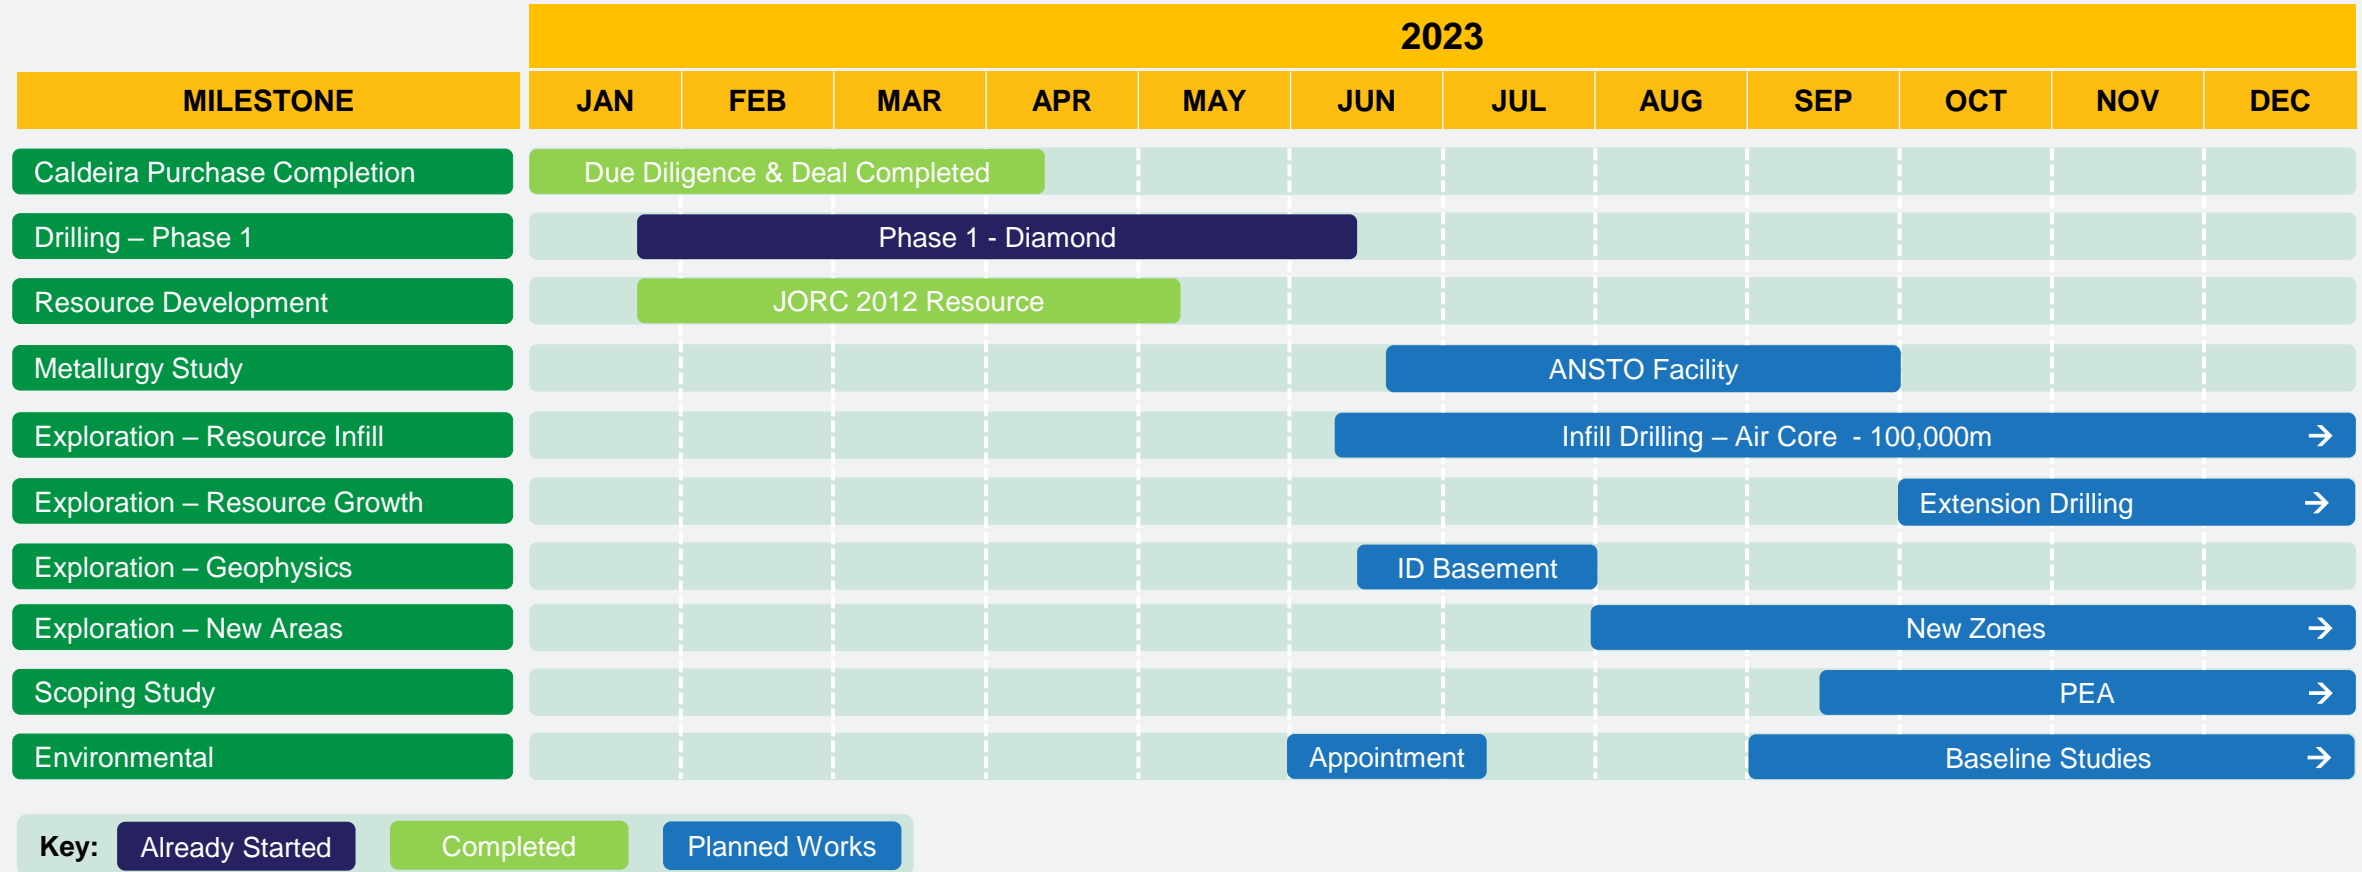 2023
MILESTONE JAN FEB MAR APR MAY JUN JUL AUG SEP OCT NOV DEC
Caldeira Purchase Completion Due Diligence & Deal Completed
Drilling – Phase 1 Phase 1 - Diamond
Resource Development JORC 2012 Resource
Metallurgy Study ANSTO Facility
Exploration – Resource Infill Infill Drilling – Air Core - 100,000m →
Exploration – Resource Growth Extension Drilling →
Exploration – Geophysics ID Basement
Exploration – New Areas New Zones →
Scoping Study PEA →
Environmental Appointment Baseline Studies →
Key: Already Started Completed Planned Works